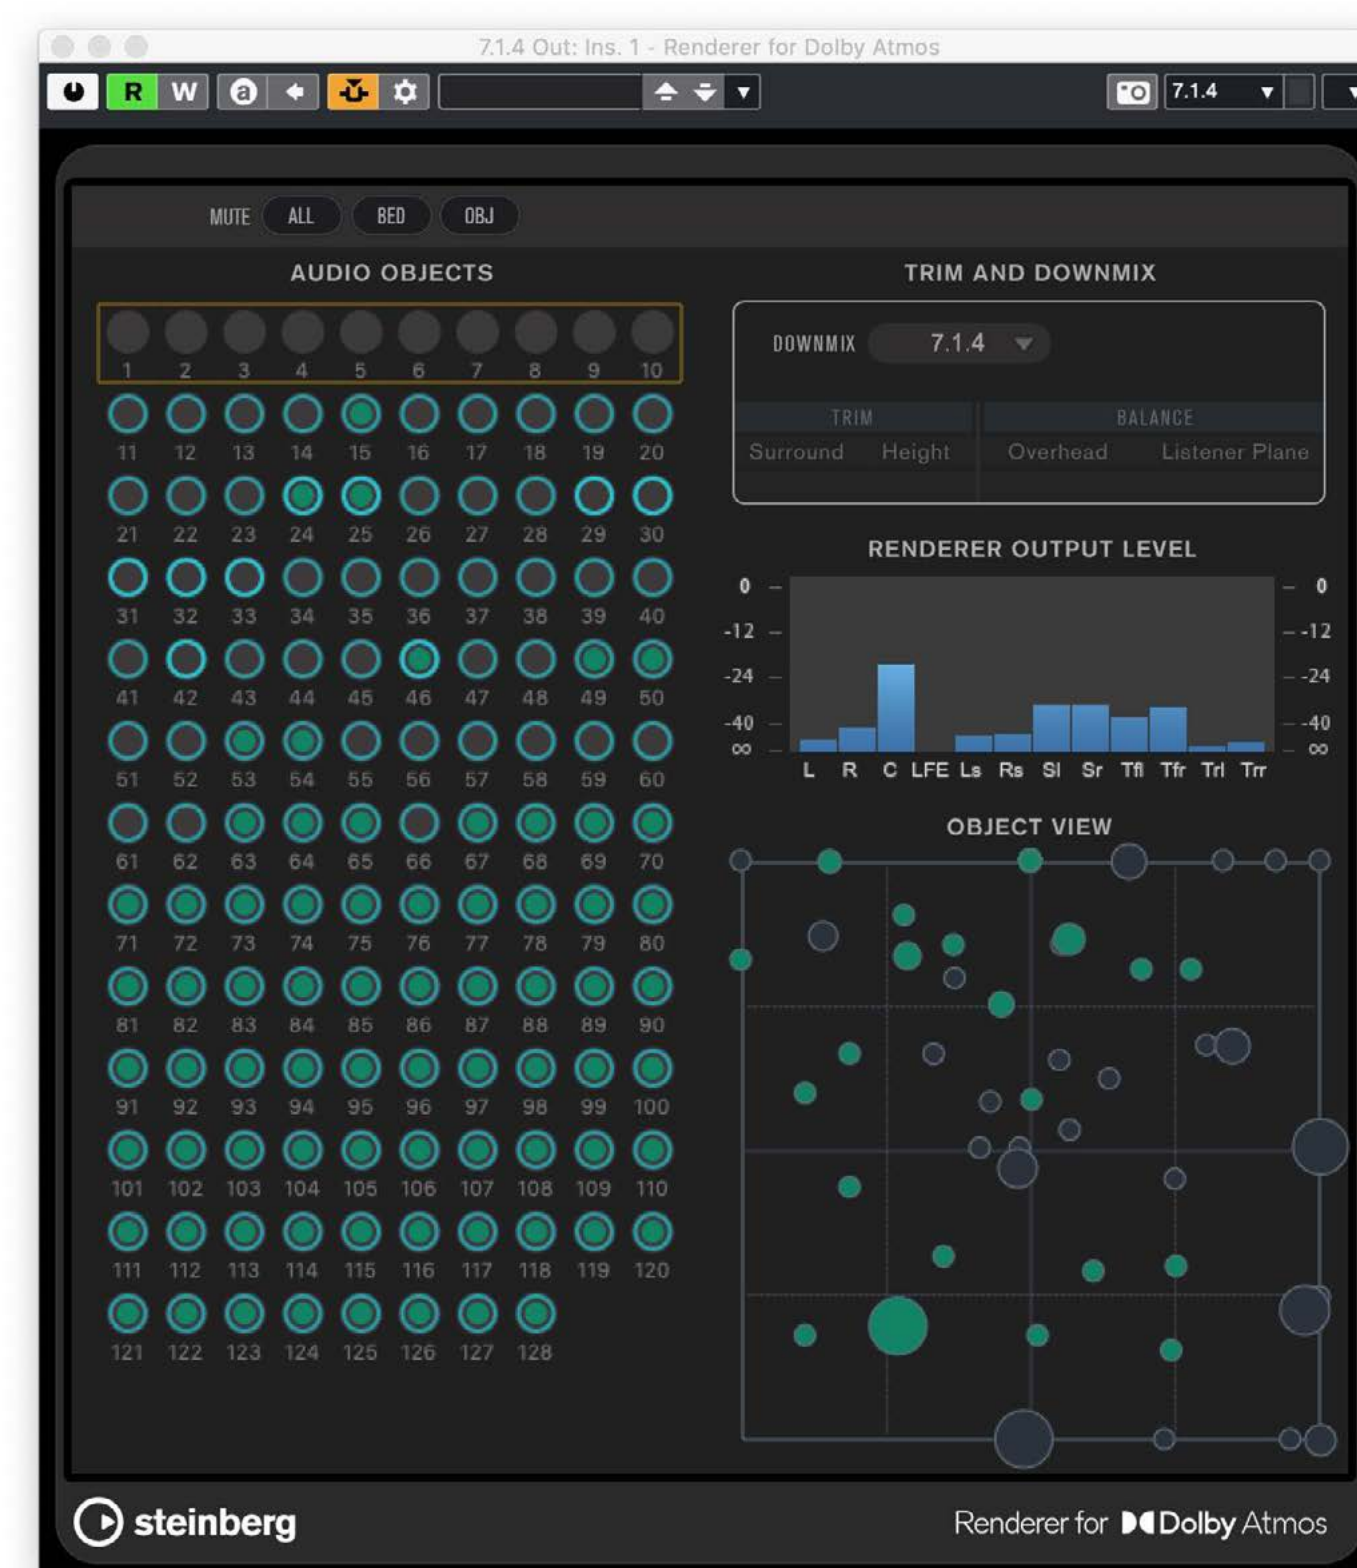 7.1.4 Out: Ins. 1 - Renderer for Dolby Atmos
R W a 7.1.4
MUTE ALL BED OBJ
AUDIO OBJECTS
1 2 3 4 5 6 7 8 9 10
11 12 13 14 15 16 17 18 19 20
21 22 23 24 25 26 27 28 29 30
31 32 33 34 35 36 37 38 39 40
41 42 43 44 45 46 47 48 49 50
51 52 53 54 55 56 57 58 59 60
61 62 63 64 65 66 67 68 69 70
71 72 73 74 75 76 77 78 79 80
81 82 83 84 85 86 87 88 89 90
91 92 93 94 95 96 97 98 99 100
101 102 103 104 105 106 107 108 109 110
111 112 113 114 115 116 117 118 119 120
121 122 123 124 125 126 127 128
TRIM AND DOWNMIX
DOWNMIX 7.1.4
TRIM BALANCE
Surround Height Overhead Listener Plane
RENDERER OUTPUT LEVEL
0 – – 0
-12 – – -12
-24 – – -24
-40 – – -40
∞ – – ∞
L R C LFE Ls Rs Sl Sr Tfl Tfr Trl Trr
OBJECT VIEW
steinberg
Renderer for Dolby Atmos